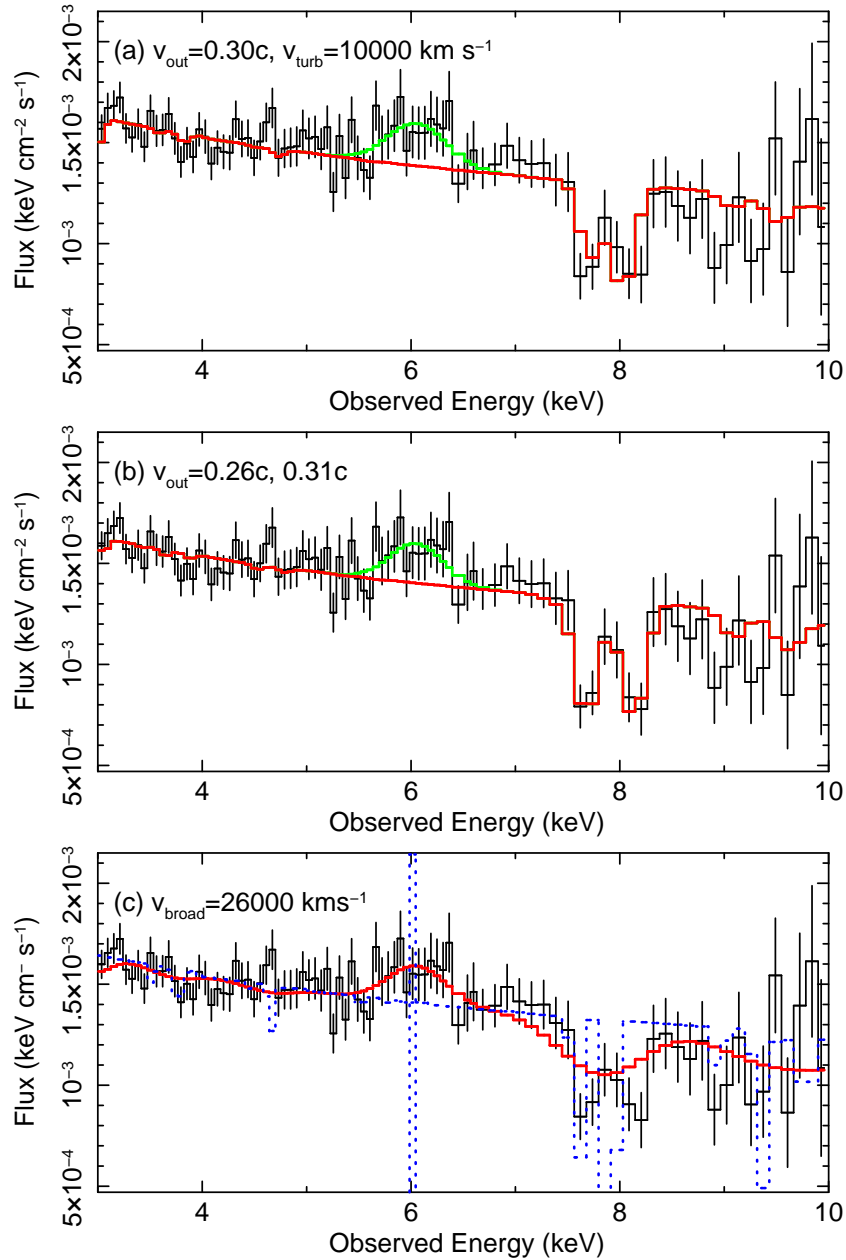 (a) v_out=0.30c, v_turb=10000 km s⁻¹
Flux (keV cm⁻² s⁻¹)
5×10⁻⁴ 10⁻³ 1.5×10⁻³ 2×10⁻³
4 6 8 10
Observed Energy (keV)
(b) v_out=0.26c, 0.31c
Flux (keV cm⁻² s⁻¹)
5×10⁻⁴ 10⁻³ 1.5×10⁻³ 2×10⁻³
4 6 8 10
Observed Energy (keV)
(c) v_broad=26000 kms⁻¹
Flux (keV cm⁻ s⁻¹)
5×10⁻⁴ 10⁻³ 1.5×10⁻³ 2×10⁻³
4 6 8 10
Observed Energy (keV)